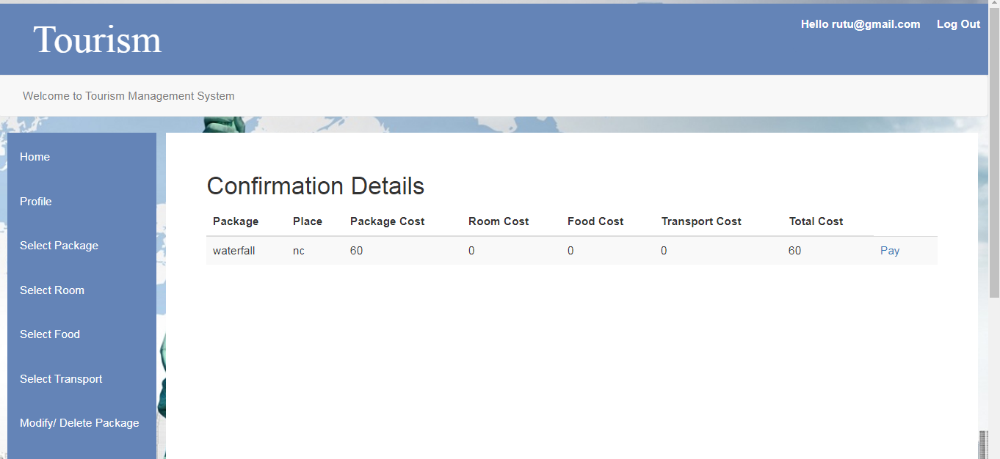 Hello rutu@gmail.com Log Out
Tourism
Welcome to Tourism Management System
Home
Profile
Select Package
Select Room
Select Food
Select Transport
Modify/ Delete Package
Confirmation Details
Package Place Package Cost Room Cost Food Cost Transport Cost Total Cost
waterfall nc 60 0 0 0 60 Pay